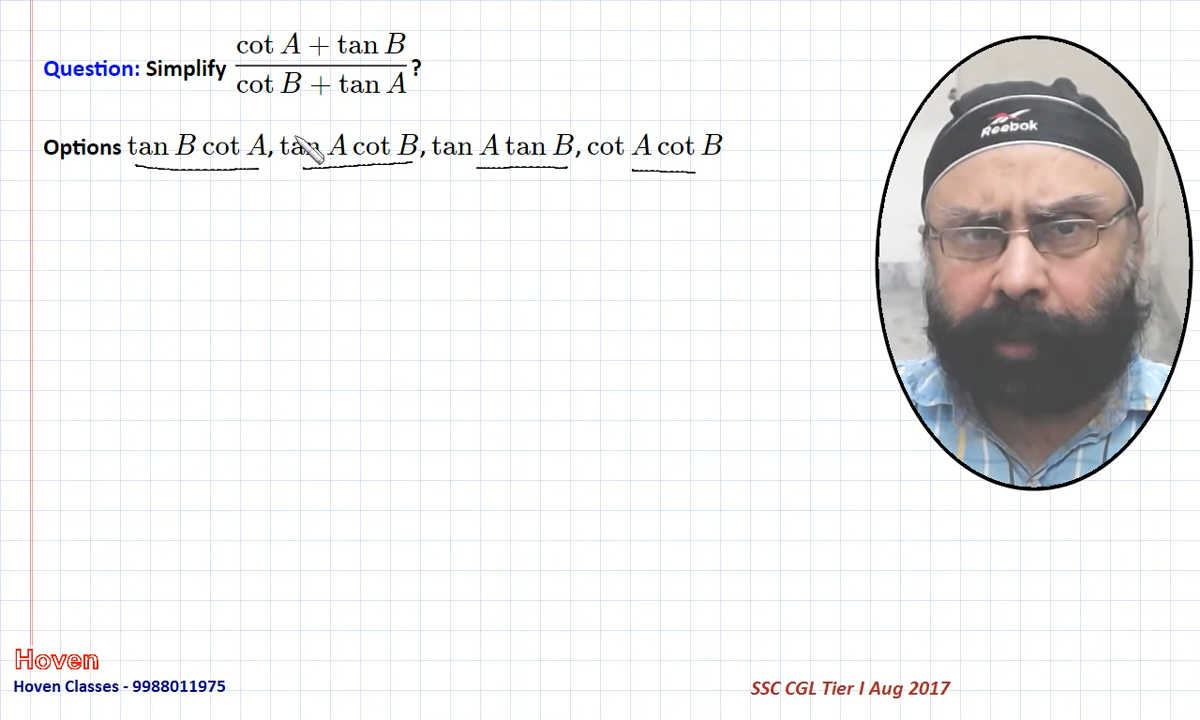 Question: Simplify (cot A + tan B)/(cot B + tan A)?
Options tan B cot A, tan A cot B, tan A tan B, cot A cot B
Reebok
Hoven
Hoven Classes - 9988011975
SSC CGL Tier I Aug 2017